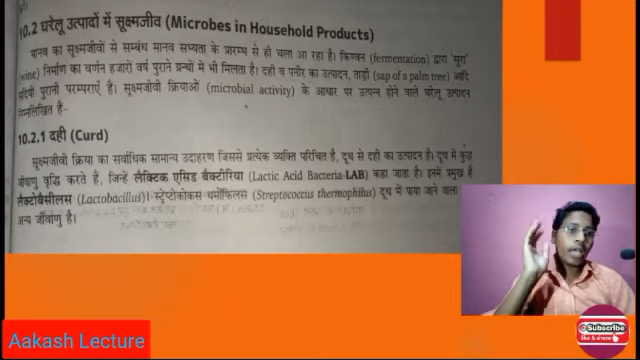 10.2 घरेलू उत्पादों में सूक्ष्मजीव (Microbes in Household Products)
मानव का सूक्ष्मजीवों से सम्बंध मानव सभ्यता के प्रारम्भ से ही चला आ रहा है। किण्वन (fermentation) द्वारा 'सुरा'
(wine) निर्माण का वर्णन हजारों वर्ष पुराने ग्रन्थों में भी मिलता है। दही व पनीर का उत्पादन, ताड़ी (sap of a palm tree) आदि
सदियों पुरानी परम्पराएँ है। सूक्ष्मजीवी क्रियाओं (microbial activity) के आधार पर उत्पन्न होने वाले घरेलू उत्पादन
निम्नलिखित है-
10.2.1 दही (Curd)
सूक्ष्मजीवी क्रिया का सर्वाधिक सामान्य उदाहरण जिससे प्रत्येक व्यक्ति परिचित है, दूध से दही का उत्पादन है। दूध में कुछ
जीवाणु वृद्धि करते है, जिन्हें लैक्टिक एसिड बैक्टीरिया (Lactic Acid Bacteria-LAB) कहा जाता है। इनमें प्रमुख है
लैक्टोबैसीलस (Lactobacillus)। स्ट्रेप्टोकोकस थर्मोफिलस (Streptococcus thermophilus) दूध में पाया जाने वाला
अन्य जीवाणु है।
Aakash Lecture
Subscribe
like & share